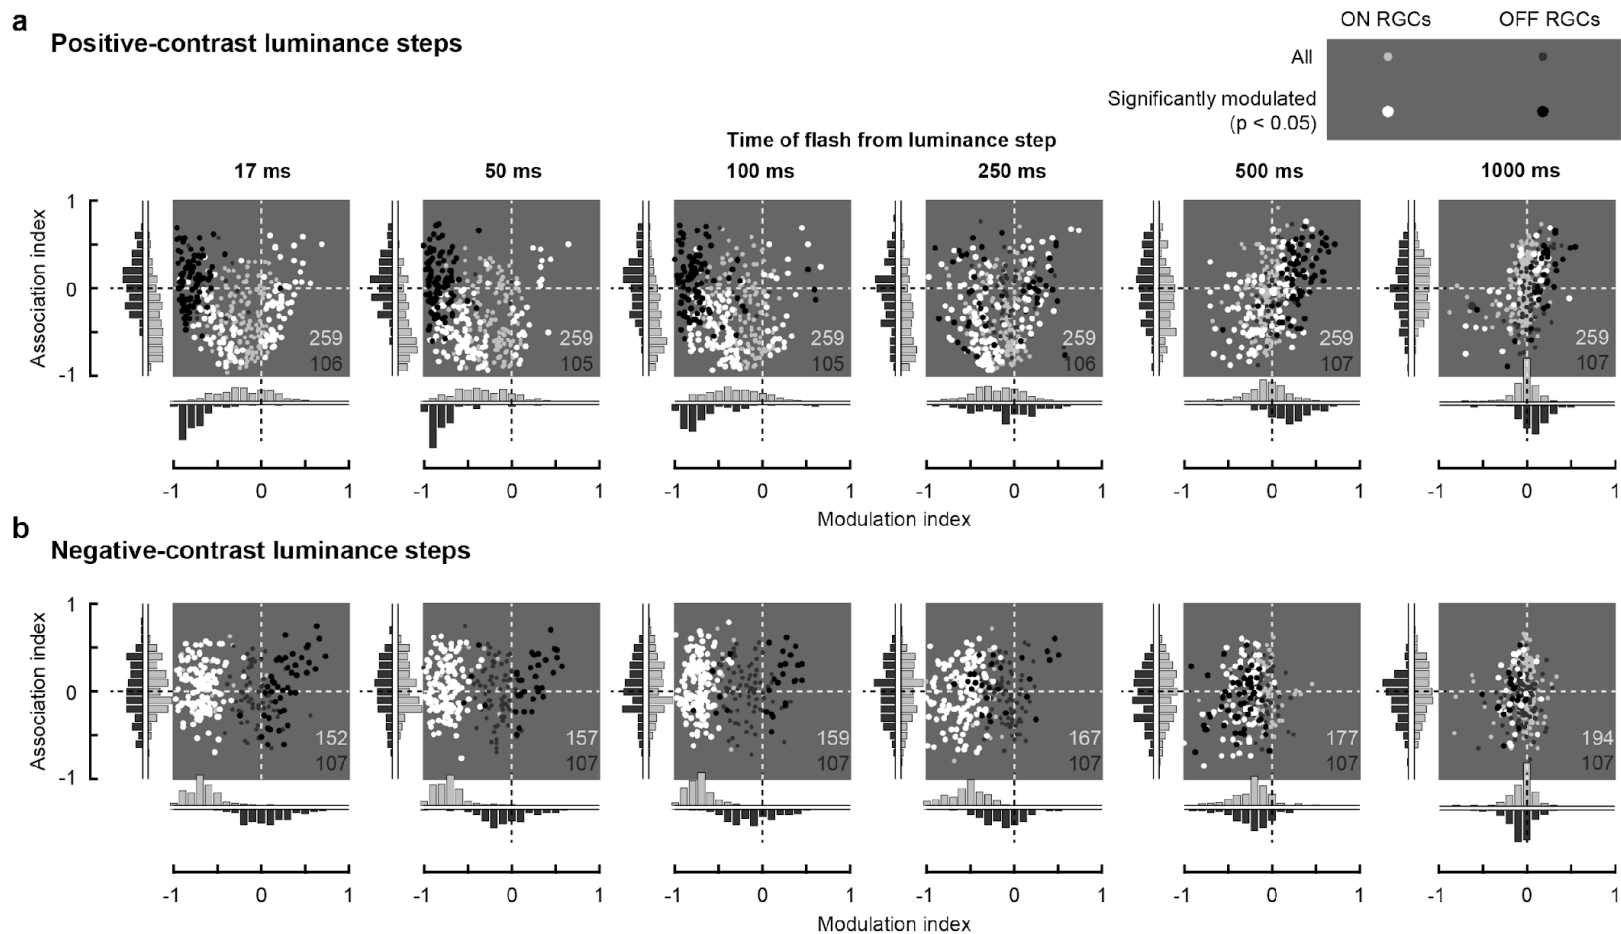 a
Positive-contrast luminance steps
ON RGCs OFF RGCs
All
Significantly modulated
(p < 0.05)
Time of flash from luminance step
17 ms 50 ms 100 ms 250 ms 500 ms 1000 ms
Association index
1
0
-1
259 259 259 259 259 259
106 105 105 106 107 107
-1 0 1 -1 0 1 -1 0 1 -1 0 1 -1 0 1 -1 0 1
Modulation index
b
Negative-contrast luminance steps
Association index
1
0
-1
152 157 159 167 177 194
107 107 107 107 107 107
-1 0 1 -1 0 1 -1 0 1 -1 0 1 -1 0 1 -1 0 1
Modulation index